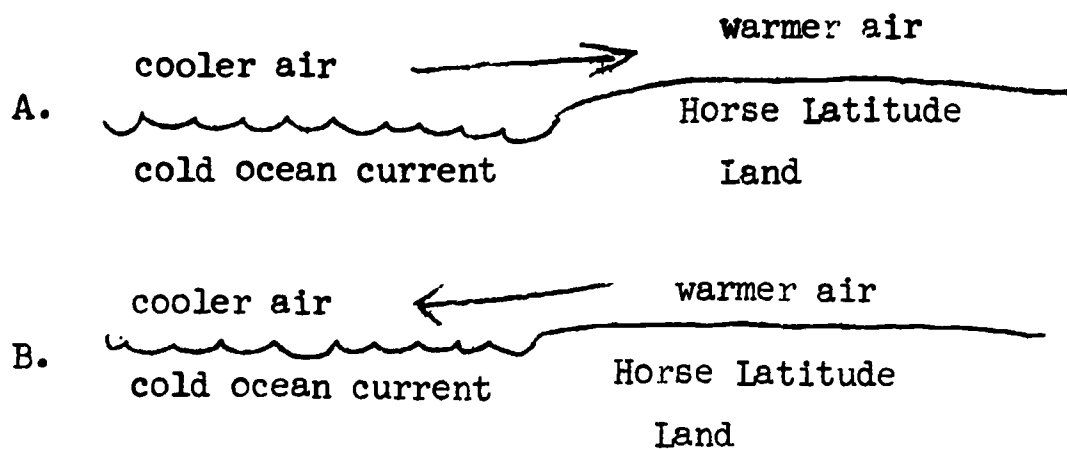 warmer air
cooler air
A.
Horse Latitude
cold ocean current
Land
cooler air
warmer air
B.
Horse Latitude
cold ocean current
Land